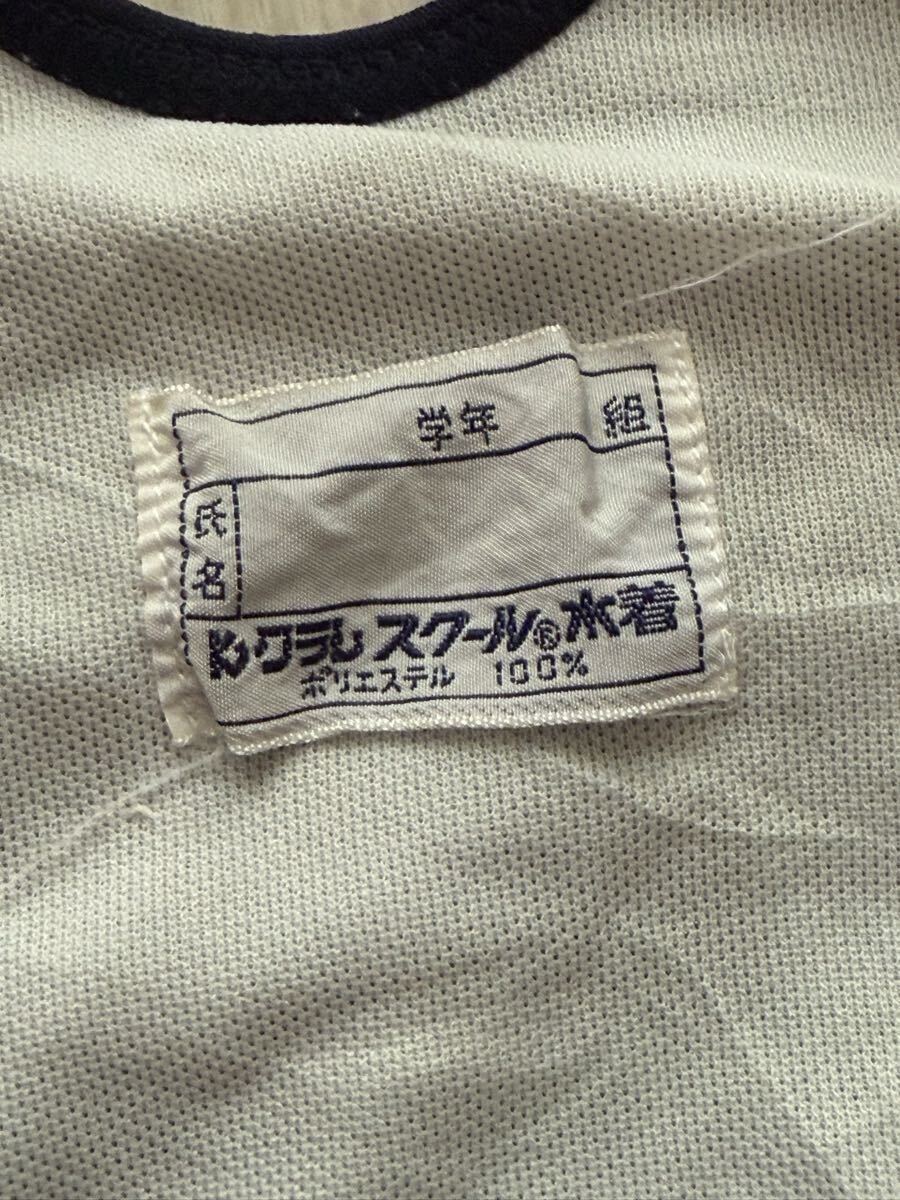 学年 組
氏名
クラレスクール®水着
ポリエステル 100%